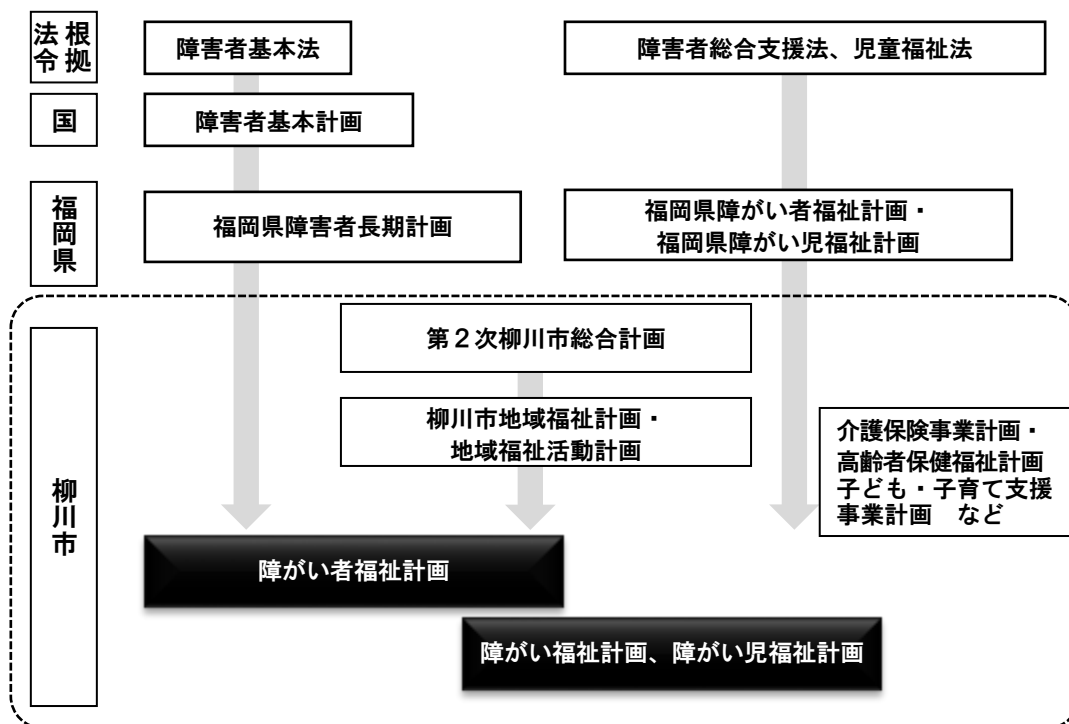 根拠
法令
障害者基本法
障害者総合支援法、児童福祉法
国
障害者基本計画
福岡県
福岡県障害者長期計画
福岡県障がい者福祉計画・
福岡県障がい児福祉計画
柳川市
第２次柳川市総合計画
柳川市地域福祉計画・
地域福祉活動計画
介護保険事業計画・
高齢者保健福祉計画
子ども・子育て支援
事業計画　など
障がい者福祉計画
障がい福祉計画、障がい児福祉計画